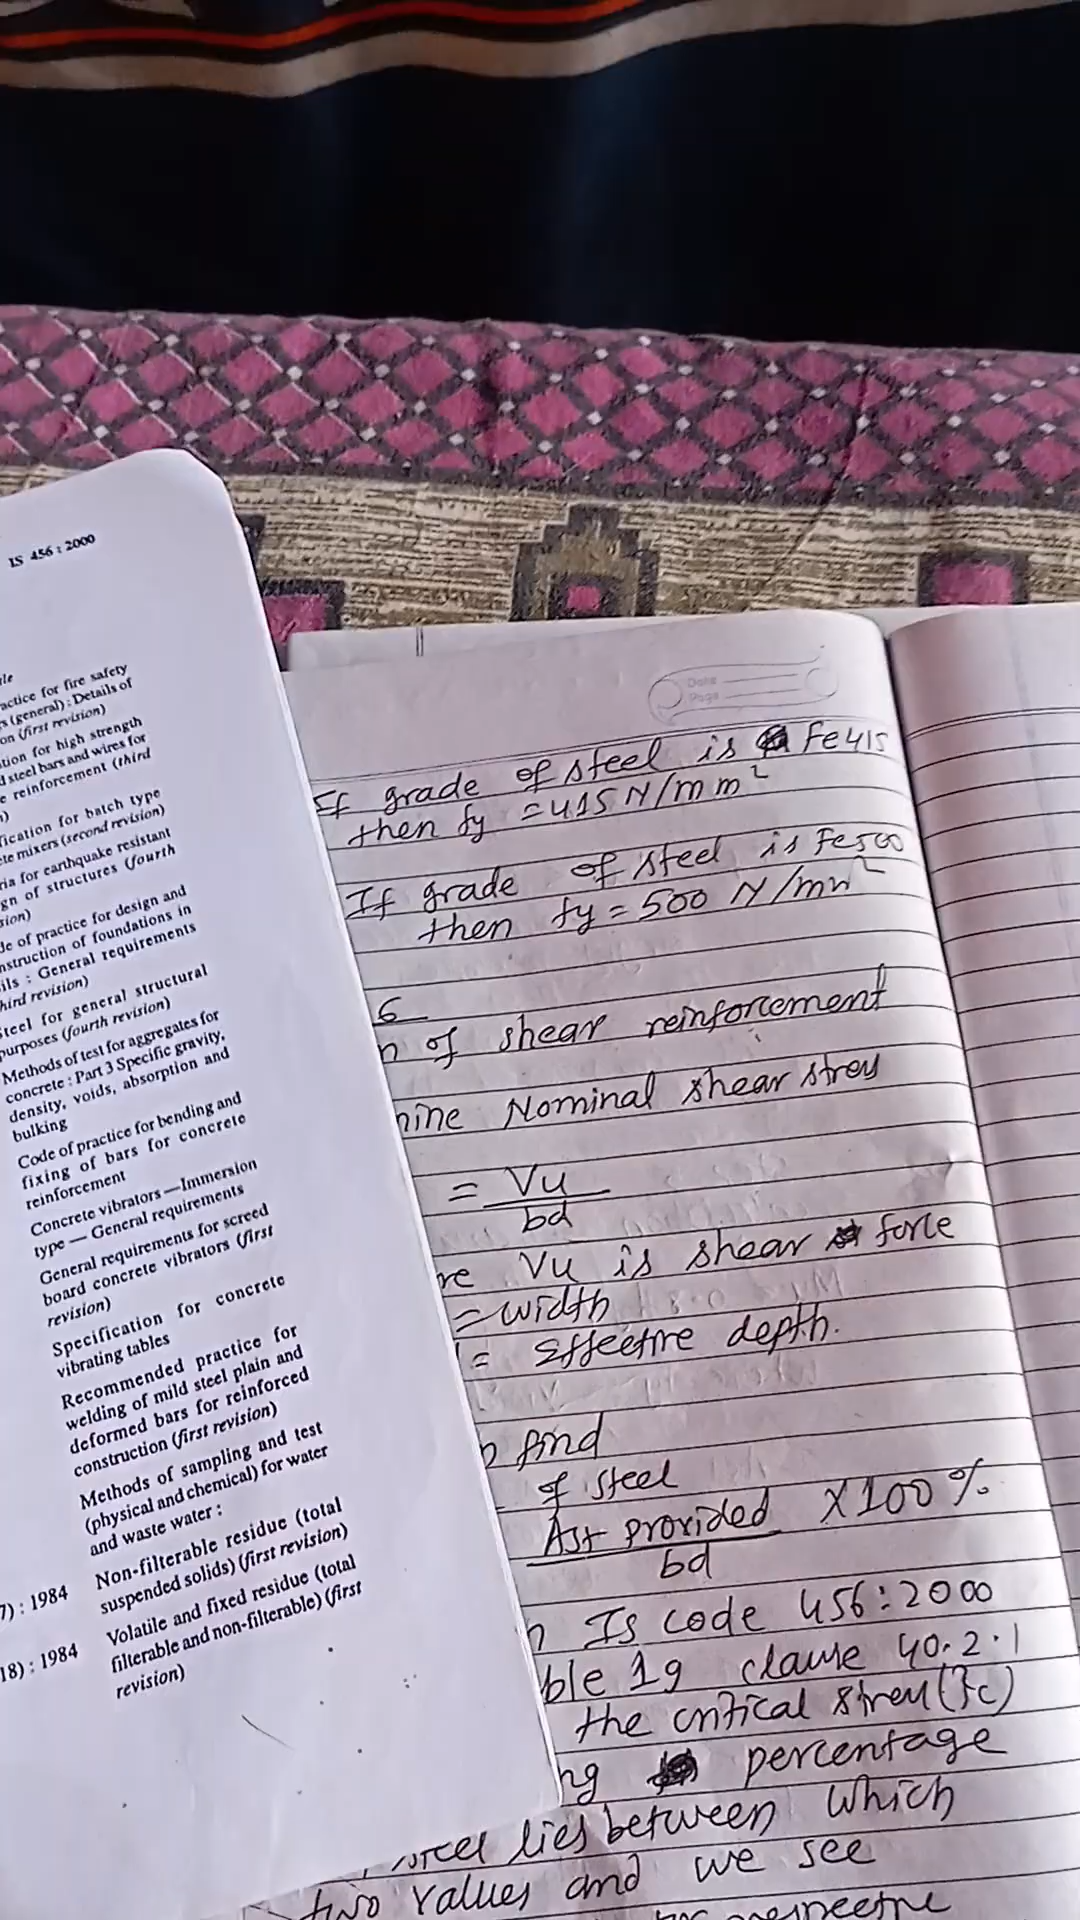 IS 456 : 2000
actice for fire safety
(general) : Details of
on (first revision)
tion for high strength
d steel bars and wires for
e reinforcement (third
)
fication for batch type
te mixers (second revision)
ria for earthquake resistant
gn of structures (fourth
sion)
de of practice for design and
nstruction of foundations in
ils : General requirements
hird revision)
teel for general structural
purposes (fourth revision)
Methods of test for aggregates for
concrete : Part 3 Specific gravity,
density, voids, absorption and
bulking
Code of practice for bending and
fixing of bars for concrete
reinforcement
Concrete vibrators — Immersion
type — General requirements
General requirements for screed
board concrete vibrators (first
revision)
Specification for concrete
vibrating tables
Recommended practice for
welding of mild steel plain and
deformed bars for reinforced
construction (first revision)
Methods of sampling and test
(physical and chemical) for water
and waste water :
7) : 1984 Non-filterable residue (total
suspended solids) (first revision)
18) : 1984 Volatile and fixed residue (total
filterable and non-filterable) (first
revision)
Date
Page
If grade of steel is Fe415
then fy = 415 N/mm²
If grade of steel is Fe500
then fy = 500 N/mm²
6
n of shear reinforcement
mine Nominal shear stress
= Vu
bd
re Vu is shear force
= width
= Effective depth.
n find
of steel
Ast provided X100%
bd
n Is code 456:2000
ble 19 clause 40.2.1
the critical stress
ng percentage
steel lies between which
two values and we see